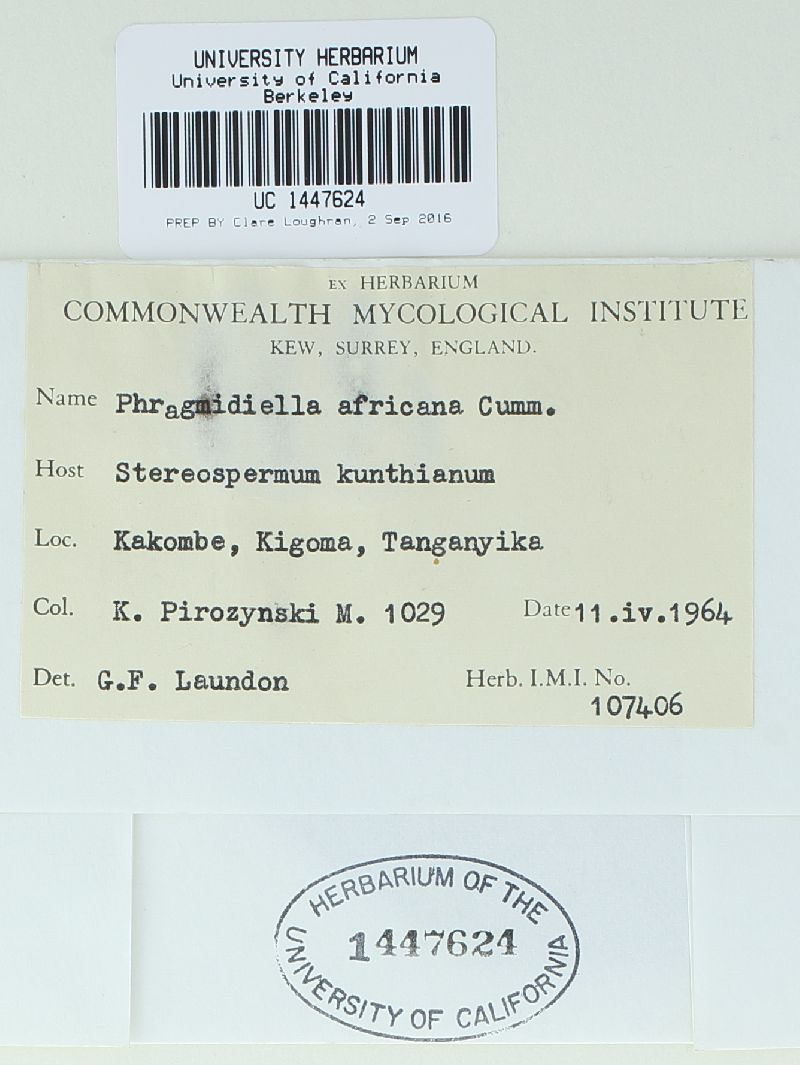 UNIVERSITY HERBARIUM
University of California
Berkeley
UC 1447624
PREP BY Clare Loughran, 2 Sep 2016
EX HERBARIUM
COMMONWEALTH MYCOLOGICAL INSTITUTE
KEW, SURREY, ENGLAND.
Name Phragmidiella africana Cumm.
Host Stereospermum kunthianum
Loc. Kakombe, Kigoma, Tanganyika
Col. K. Pirozynski M. 1029 Date 11.iv.1964
Det. G.F. Laundon Herb. I.M.I. No.
107406
HERBARIUM OF THE
1447624
UNIVERSITY OF CALIFORNIA